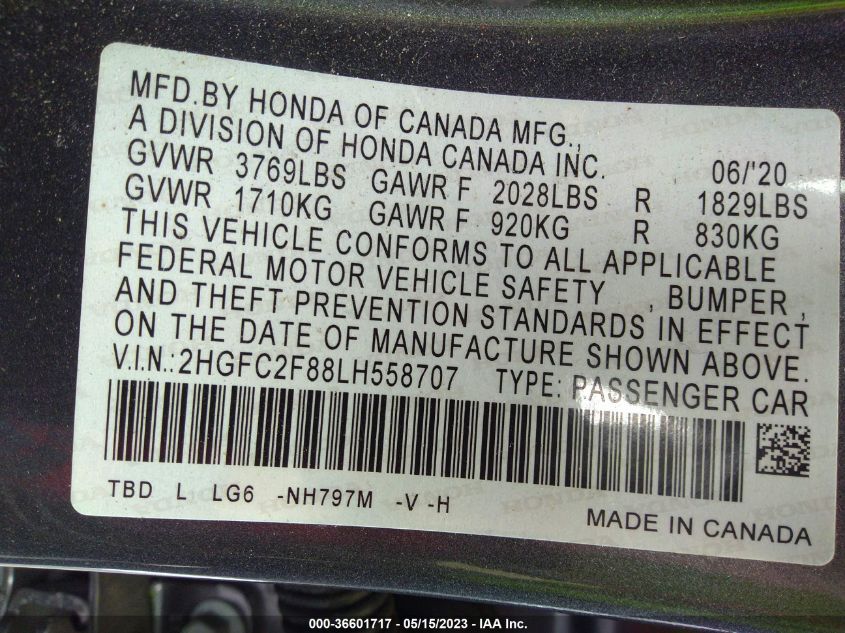 MFD.BY HONDA OF CANADA MFG.,
A DIVISION OF HONDA CANADA INC. 06/'20
GVWR 3769LBS GAWR F 2028LBS R 1829LBS
GVWR 1710KG GAWR F 920KG R 830KG
THIS VEHICLE CONFORMS TO ALL APPLICABLE
FEDERAL MOTOR VEHICLE SAFETY , BUMPER ,
AND THEFT PREVENTION STANDARDS IN EFFECT
ON THE DATE OF MANUFACTURE SHOWN ABOVE.
V.I.N.:2HGFC2F88LH558707 TYPE: PASSENGER CAR
TBD L LG6 -NH797M -V -H
MADE IN CANADA
000-36601717 - 05/15/2023 - IAA Inc.